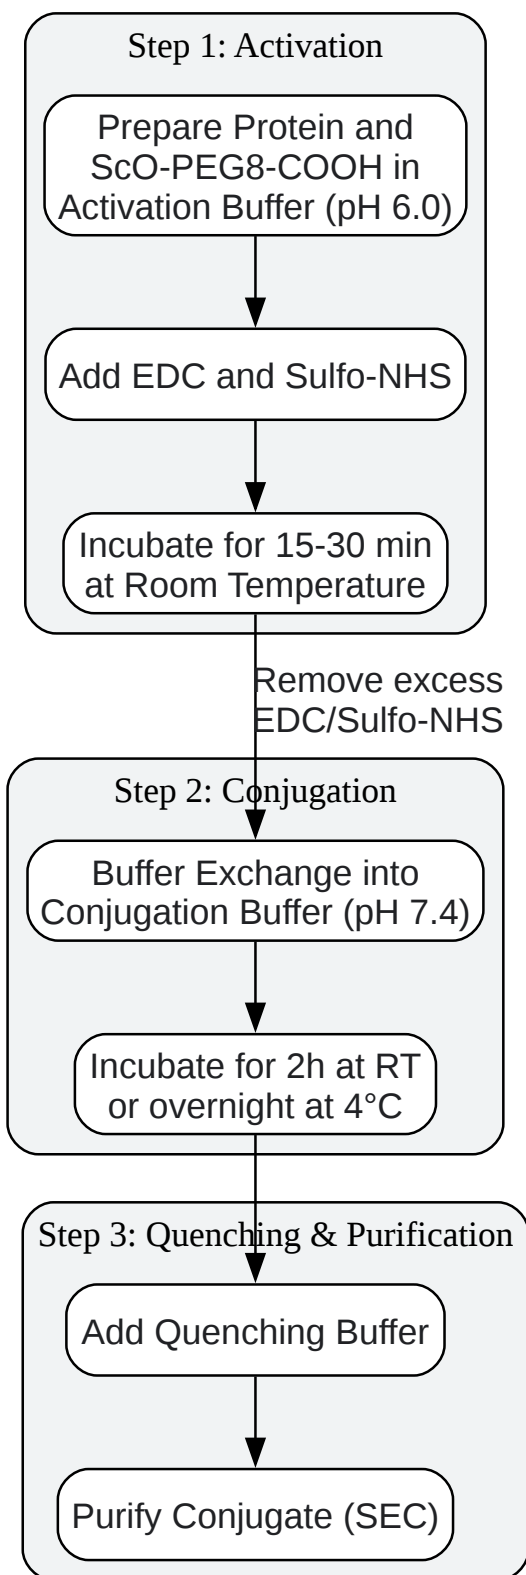 Step 1: Activation
Prepare Protein and
ScO-PEG8-COOH in
Activation Buffer (pH 6.0)
Add EDC and Sulfo-NHS
Incubate for 15-30 min
at Room Temperature
Remove excess
EDC/Sulfo-NHS
Step 2: Conjugation
Buffer Exchange into
Conjugation Buffer (pH 7.4)
Incubate for 2h at RT
or overnight at 4°C
Step 3: Quenching & Purification
Add Quenching Buffer
Purify Conjugate (SEC)